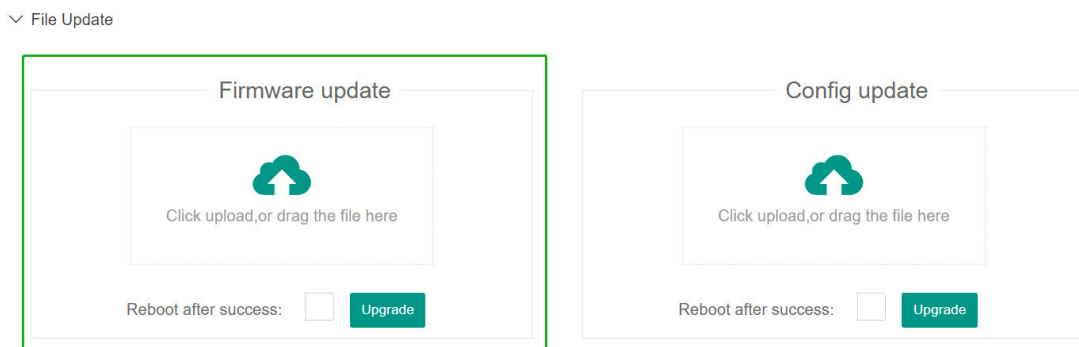 File Update
Firmware update
Click upload,or drag the file here
Reboot after success:
Upgrade
Config update
Click upload,or drag the file here
Reboot after success:
Upgrade